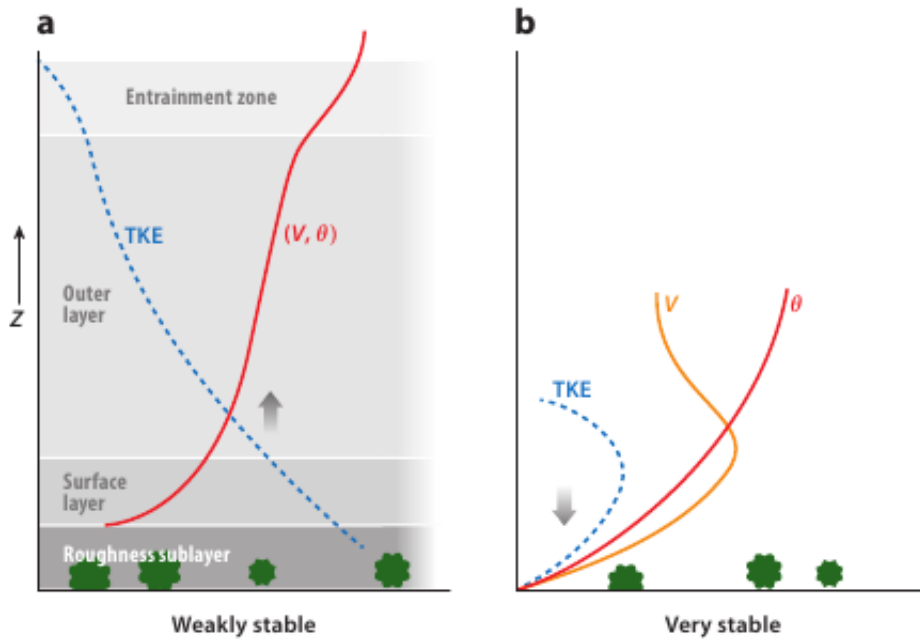 a
Entrainment zone
TKE
(V, θ)
Outer
layer
Z
Surface
layer
Roughness sublayer
Weakly stable
b
V
θ
TKE
Very stable